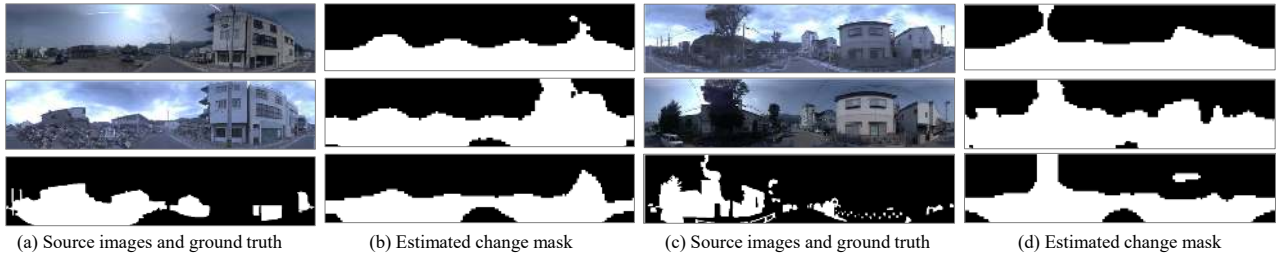 (a) Source images and ground truth
(b) Estimated change mask
(c) Source images and ground truth
(d) Estimated change mask